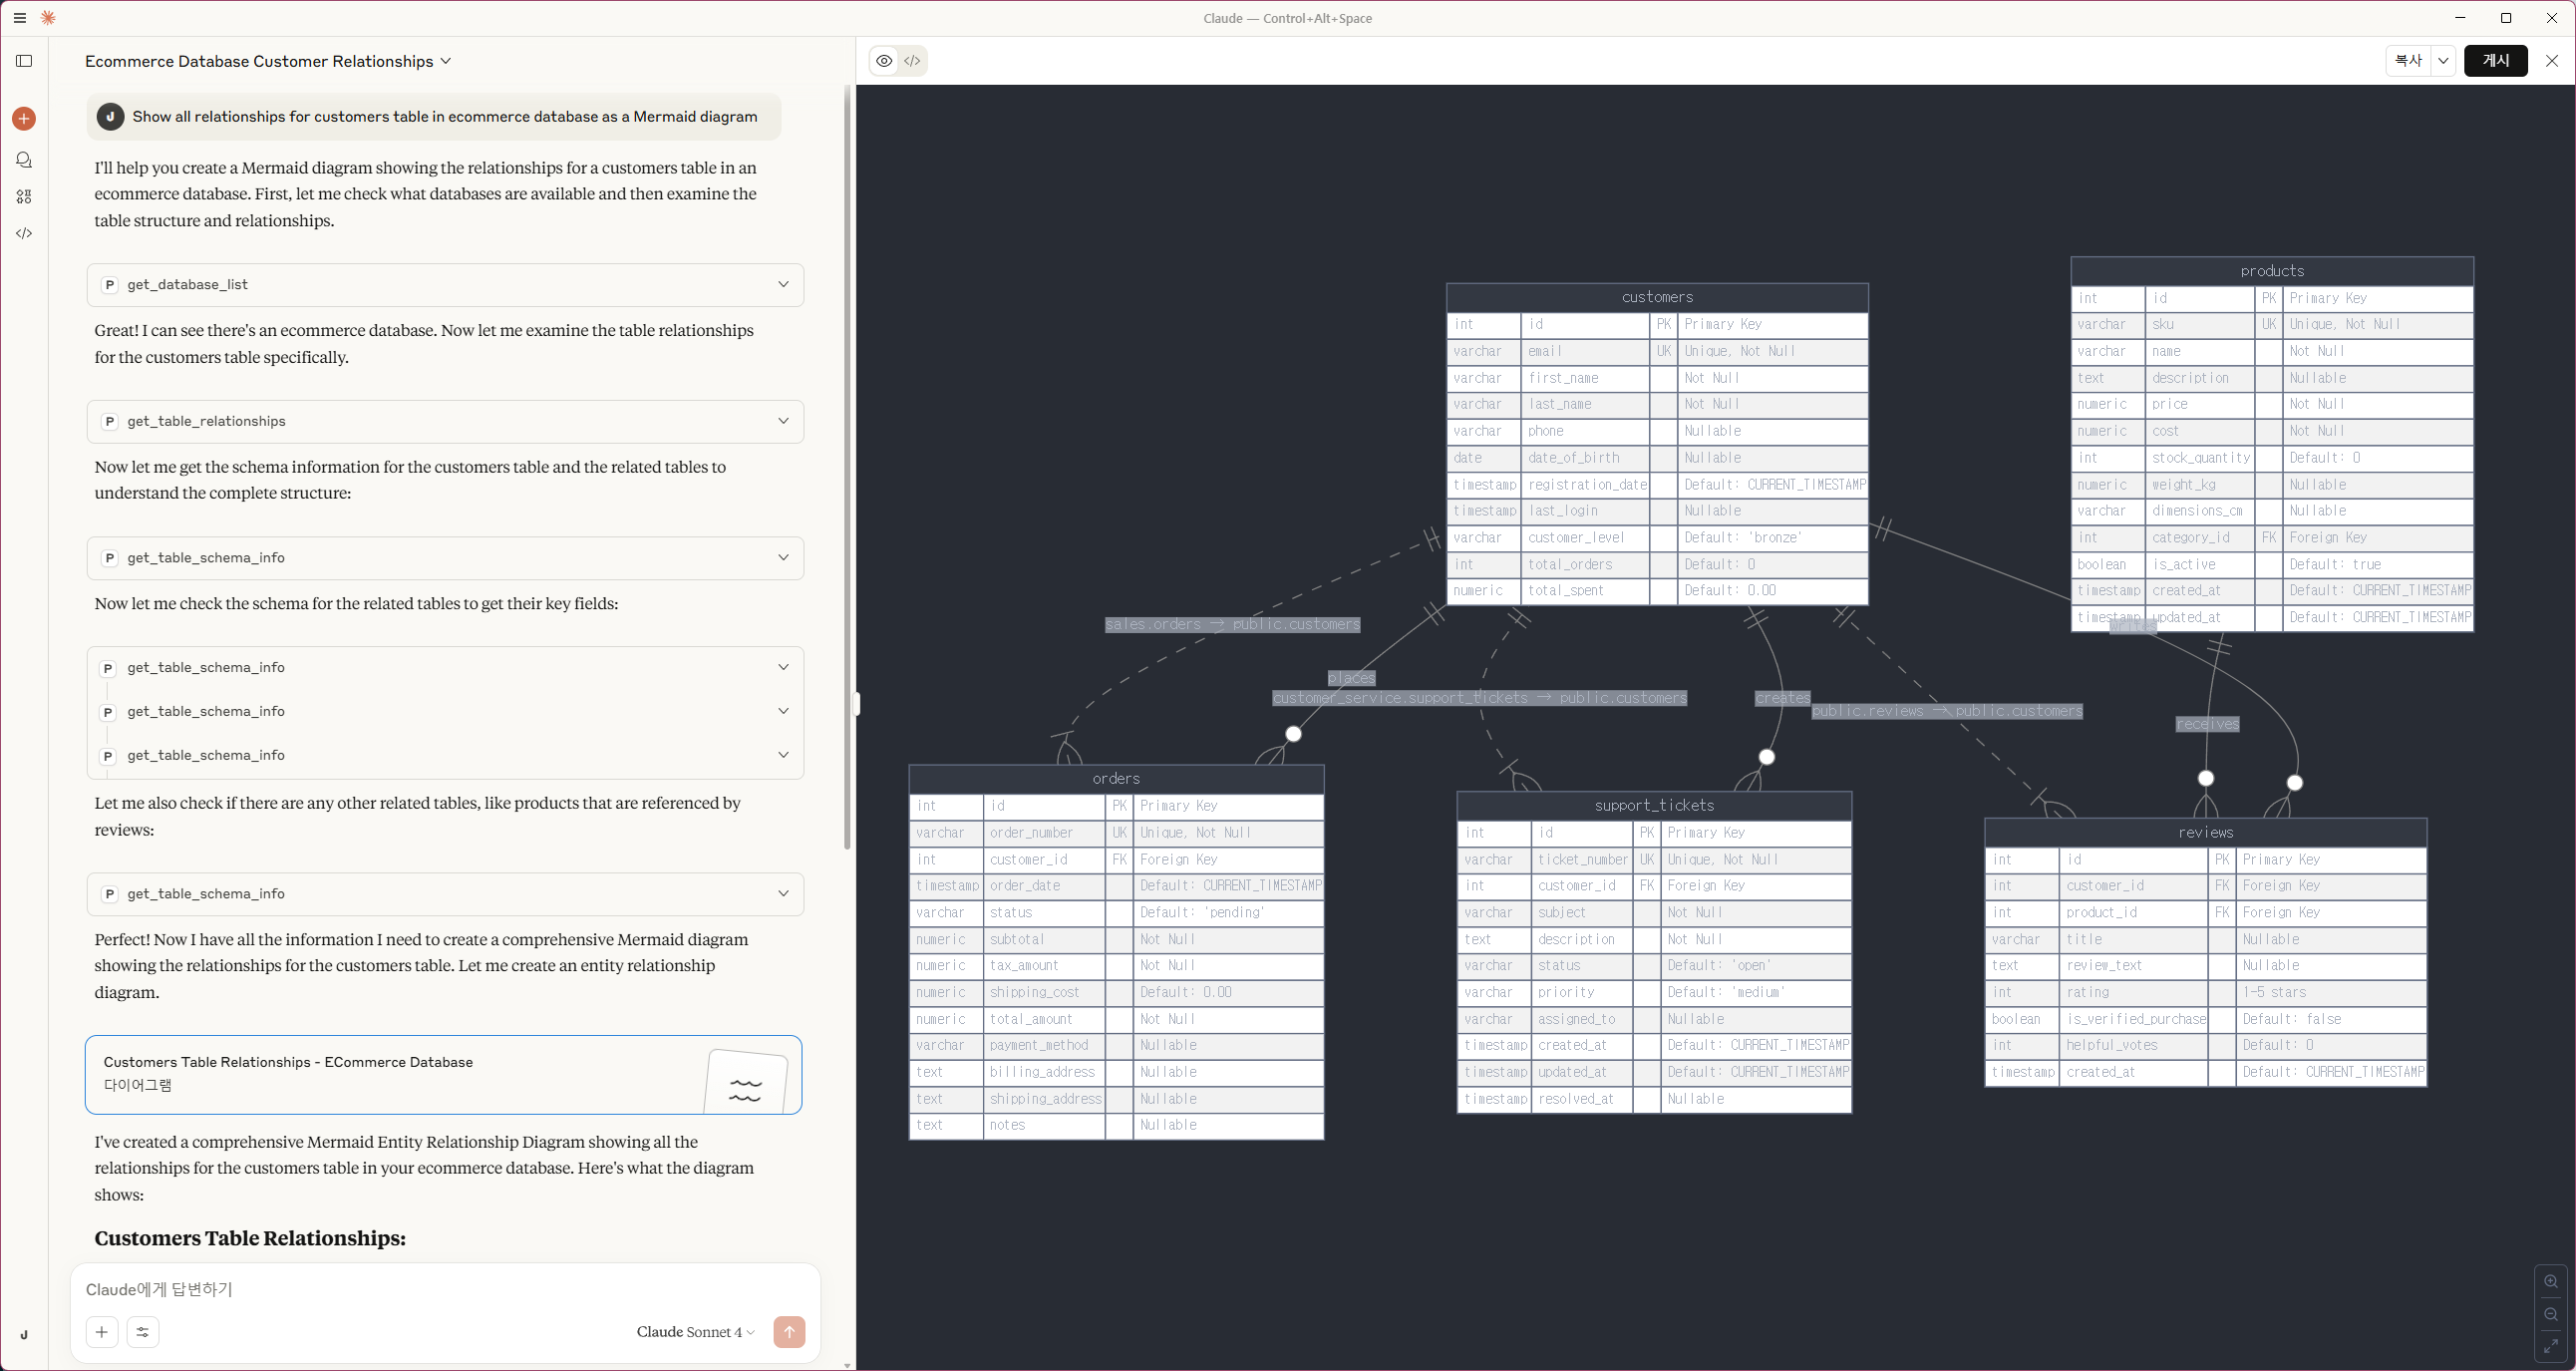 Claude — Control+Alt+Space
Ecommerce Database Customer Relationships
J
Show all relationships for customers table in ecommerce database as a Mermaid diagram
I'll help you create a Mermaid diagram showing the relationships for a customers table in an
ecommerce database. First, let me check what databases are available and then examine the
table structure and relationships.
P get_database_list
Great! I can see there's an ecommerce database. Now let me examine the table relationships
for the customers table specifically.
P get_table_relationships
Now let me get the schema information for the customers table and the related tables to
understand the complete structure:
P get_table_schema_info
Now let me check the schema for the related tables to get their key fields:
P get_table_schema_info
P get_table_schema_info
P get_table_schema_info
Let me also check if there are any other related tables, like products that are referenced by
reviews:
P get_table_schema_info
Perfect! Now I have all the information I need to create a comprehensive Mermaid diagram
showing the relationships for the customers table. Let me create an entity relationship
diagram.
Customers Table Relationships - ECommerce Database
다이어그램
I've created a comprehensive Mermaid Entity Relationship Diagram showing all the
relationships for the customers table in your ecommerce database. Here's what the diagram
shows:
Customers Table Relationships:
Claude에게 답변하기
Claude Sonnet 4
J
복사
게시
customers
int id PK Primary Key
varchar email UK Unique, Not Null
varchar first_name Not Null
varchar last_name Not Null
varchar phone Nullable
date date_of_birth Nullable
timestamp registration_date Default: CURRENT_TIMESTAMP
timestamp last_login Nullable
varchar customer_level Default: 'bronze'
int total_orders Default: 0
numeric total_spent Default: 0.00
products
int id PK Primary Key
varchar sku UK Unique, Not Null
varchar name Not Null
text description Nullable
numeric price Not Null
numeric cost Not Null
int stock_quantity Default: 0
numeric weight_kg Nullable
varchar dimensions_cm Nullable
int category_id FK Foreign Key
boolean is_active Default: true
timestamp created_at Default: CURRENT_TIMESTAMP
timestamp updated_at Default: CURRENT_TIMESTAMP
writes
sales.orders → public.customers
places
customer_service.support_tickets → public.customers
creates
public.reviews → public.customers
receives
orders
int id PK Primary Key
varchar order_number UK Unique, Not Null
int customer_id FK Foreign Key
timestamp order_date Default: CURRENT_TIMESTAMP
varchar status Default: 'pending'
numeric subtotal Not Null
numeric tax_amount Not Null
numeric shipping_cost Default: 0.00
numeric total_amount Not Null
varchar payment_method Nullable
text billing_address Nullable
text shipping_address Nullable
text notes Nullable
support_tickets
int id PK Primary Key
varchar ticket_number UK Unique, Not Null
int customer_id FK Foreign Key
varchar subject Not Null
text description Not Null
varchar status Default: 'open'
varchar priority Default: 'medium'
varchar assigned_to Nullable
timestamp created_at Default: CURRENT_TIMESTAMP
timestamp updated_at Default: CURRENT_TIMESTAMP
timestamp resolved_at Nullable
reviews
int id PK Primary Key
int customer_id FK Foreign Key
int product_id FK Foreign Key
varchar title Nullable
text review_text Nullable
int rating 1-5 stars
boolean is_verified_purchase Default: false
int helpful_votes Default: 0
timestamp created_at Default: CURRENT_TIMESTAMP